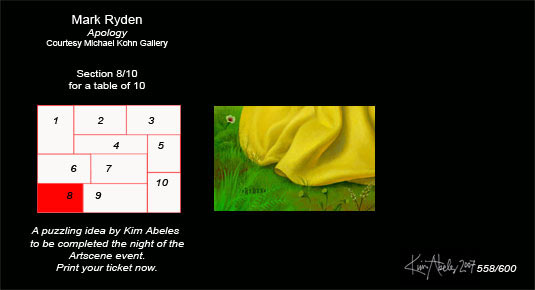 Mark Ryden
Apology
Courtesy Michael Kohn Gallery
Section 8/10
for a table of 10
1 2 3
4 5
6 7
10
8 9
A puzzling idea by Kim Abeles
to be completed the night of the
Artscene event.
Print your ticket now.
Kim Abeles 2007 558/600